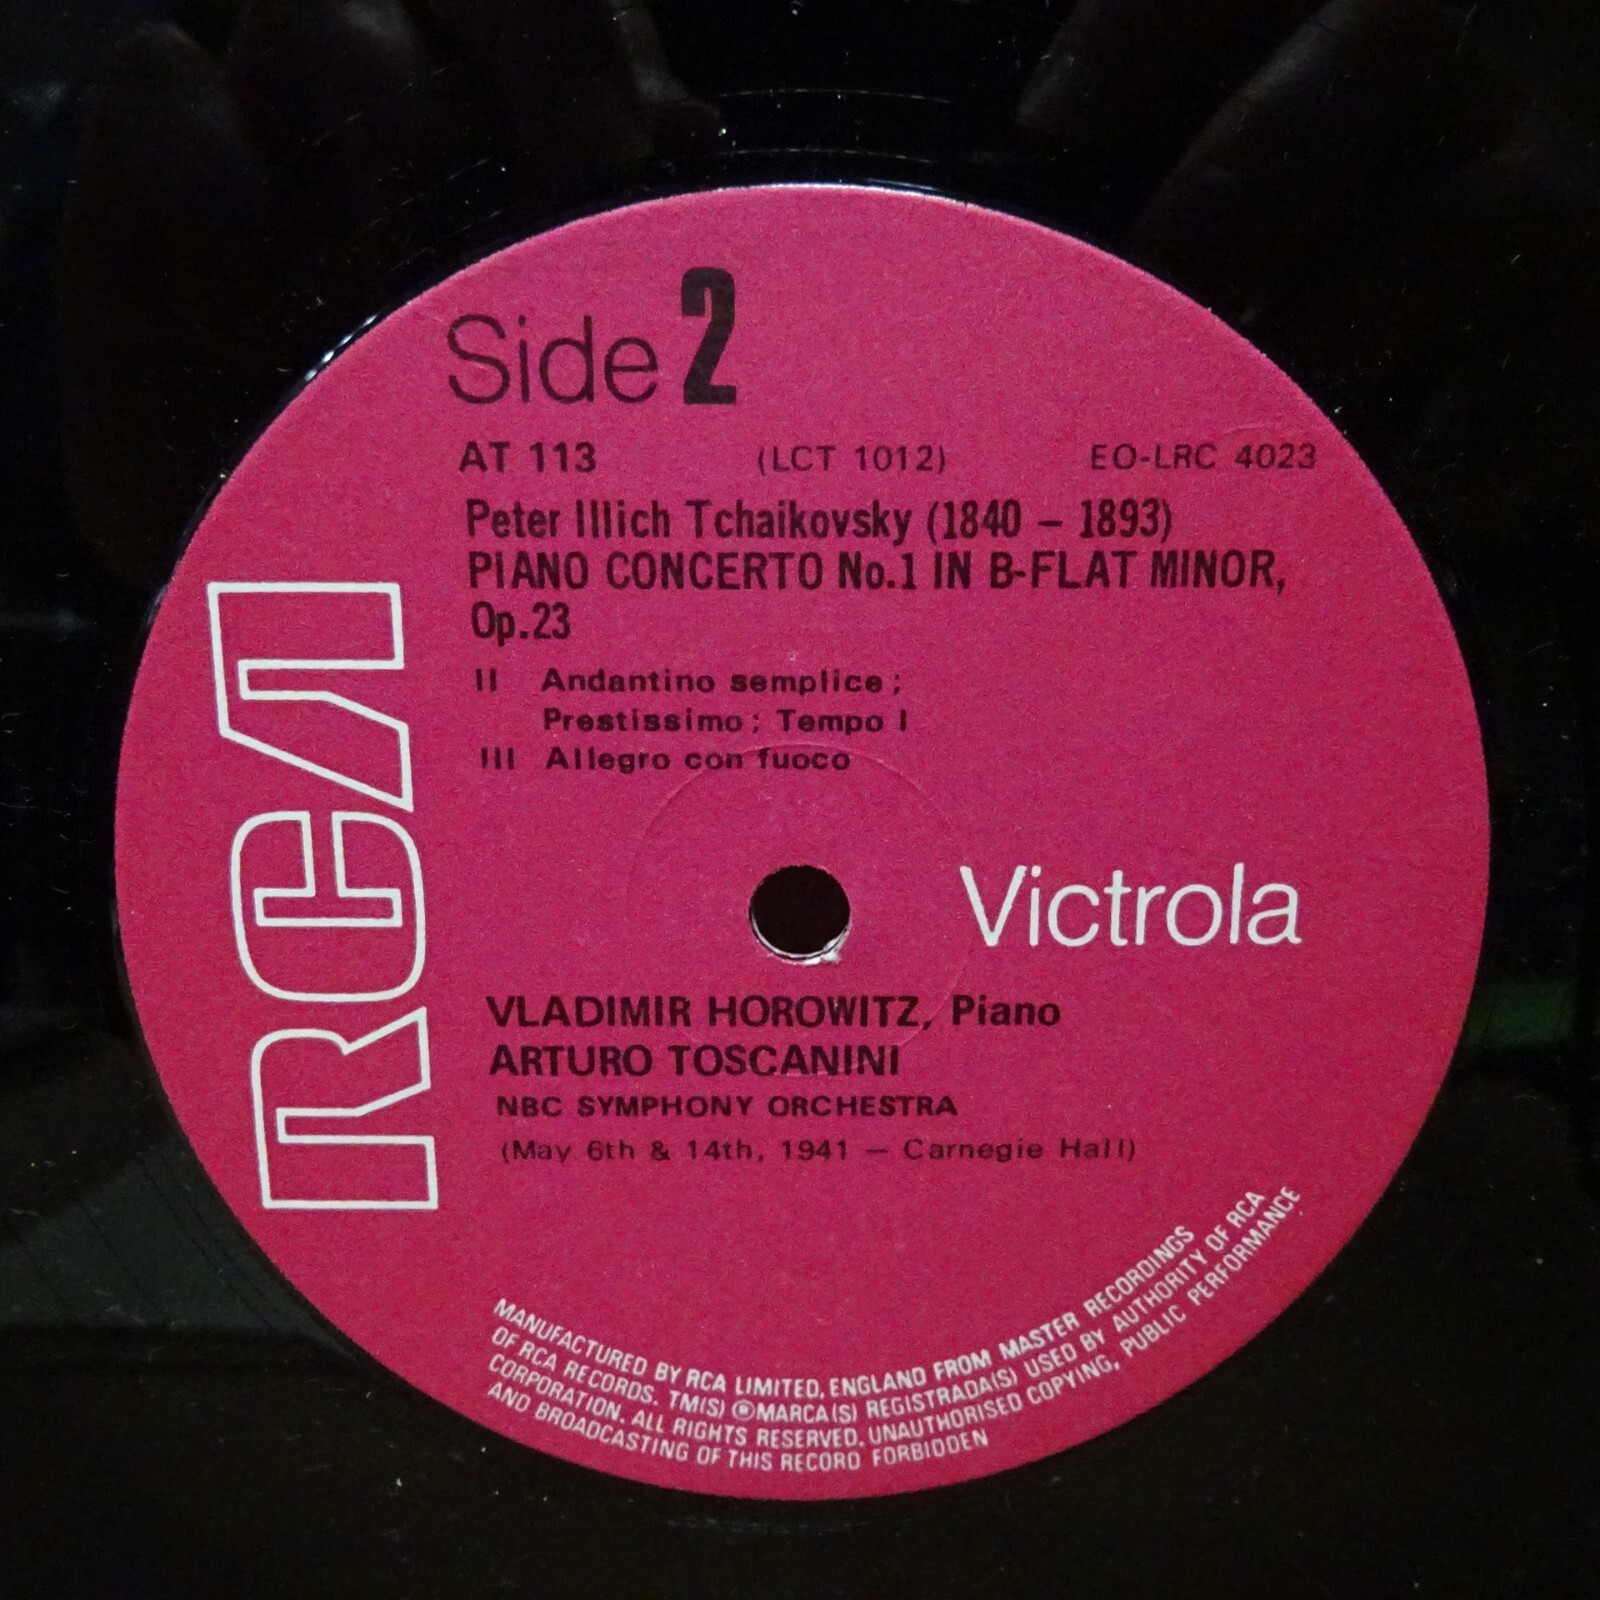 Side 2
AT 113 (LCT 1012) EO-LRC 4023
Peter Illich Tchaikovsky (1840 – 1893)
PIANO CONCERTO No.1 IN B-FLAT MINOR,
Op.23
II Andantino semplice;
Prestissimo; Tempo I
III Allegro con fuoco
RCA
Victrola
VLADIMIR HOROWITZ, Piano
ARTURO TOSCANINI
NBC SYMPHONY ORCHESTRA
(May 6th & 14th, 1941 – Carnegie Hall)
MANUFACTURED BY RCA LIMITED, ENGLAND FROM MASTER RECORDINGS
OF RCA RECORDS. TM(S) ® MARCA(S) REGISTRADA(S) USED BY AUTHORITY OF RCA
CORPORATION. ALL RIGHTS RESERVED. UNAUTHORISED COPYING, PUBLIC PERFORMANCE
AND BROADCASTING OF THIS RECORD FORBIDDEN